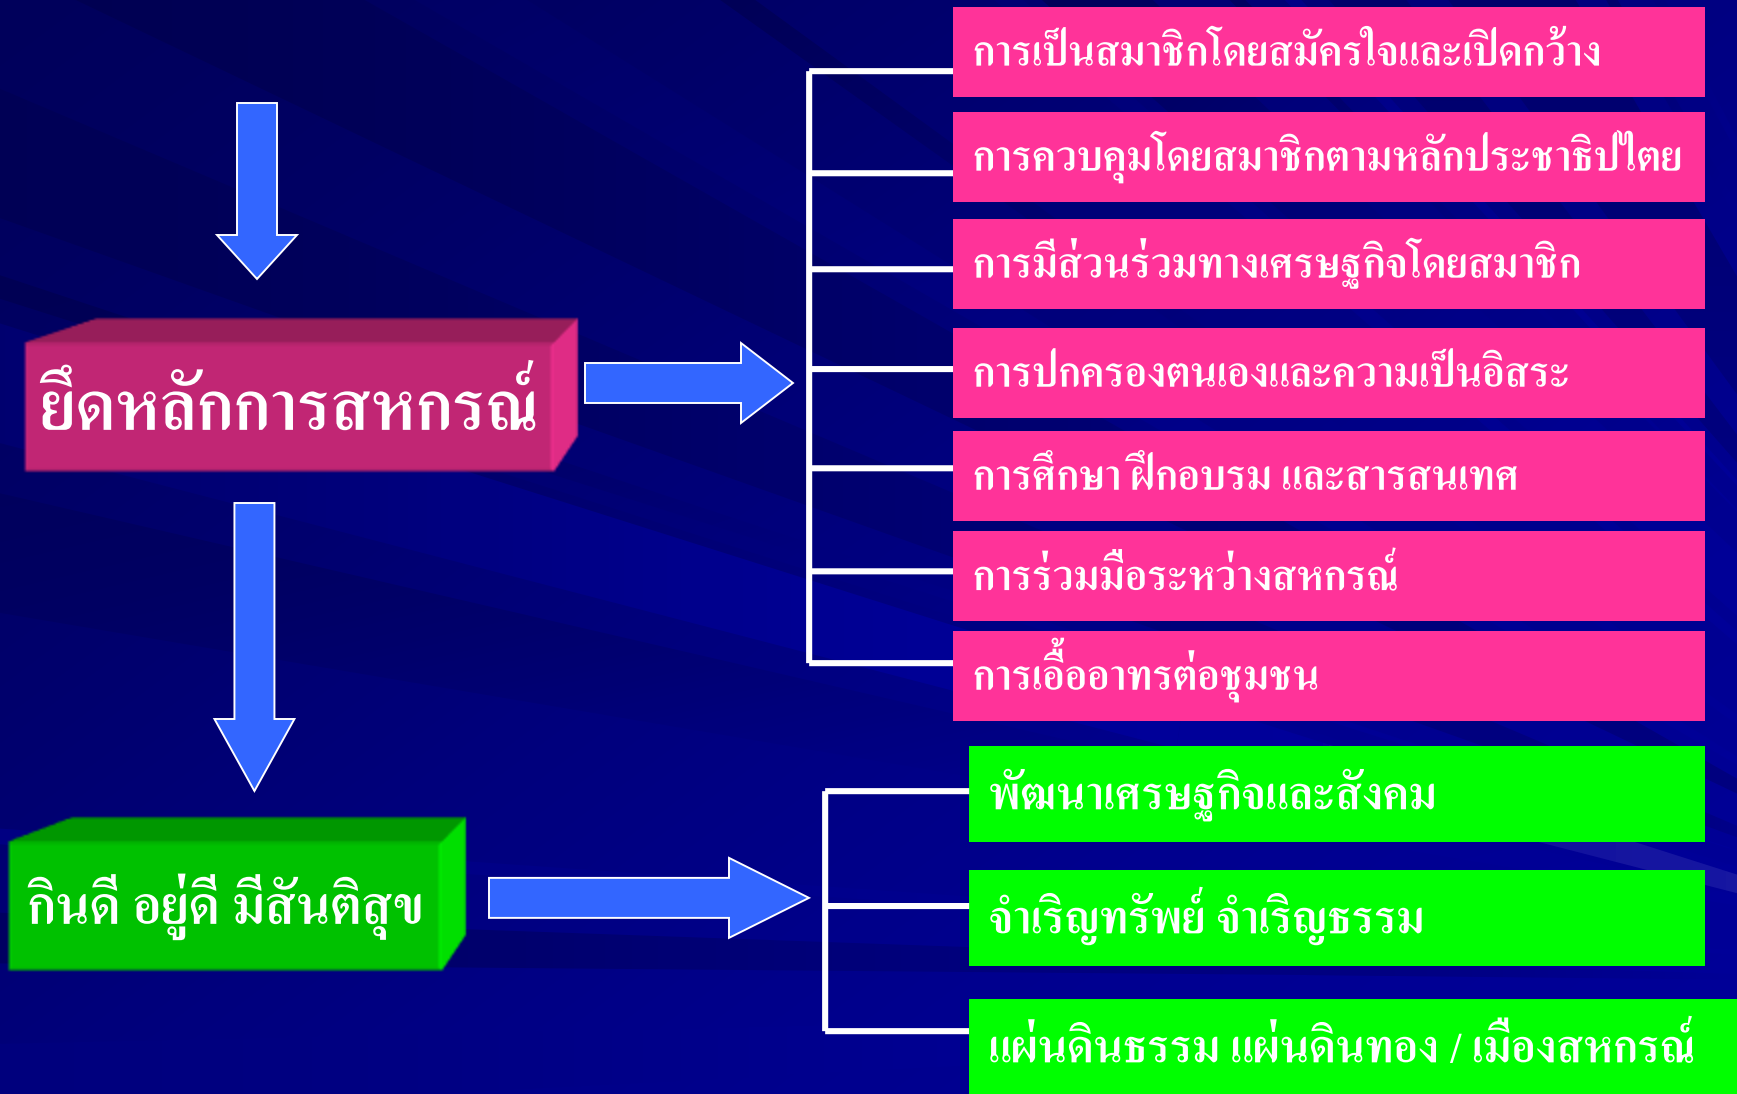 ยึดหลักการสหกรณ์
การเป็นสมาชิกโดยสมัครใจและเปิดกว้าง
การควบคุมโดยสมาชิกตามหลักประชาธิปไตย
การมีส่วนร่วมทางเศรษฐกิจโดยสมาชิก
การปกครองตนเองและความเป็นอิสระ
การศึกษา ฝึกอบรม และสารสนเทศ
การร่วมมือระหว่างสหกรณ์
การเอื้ออาทรต่อชุมชน
กินดี อยู่ดี มีสันติสุข
พัฒนาเศรษฐกิจและสังคม
จำเริญทรัพย์ จำเริญธรรม
แผ่นดินธรรม แผ่นดินทอง / เมืองสหกรณ์